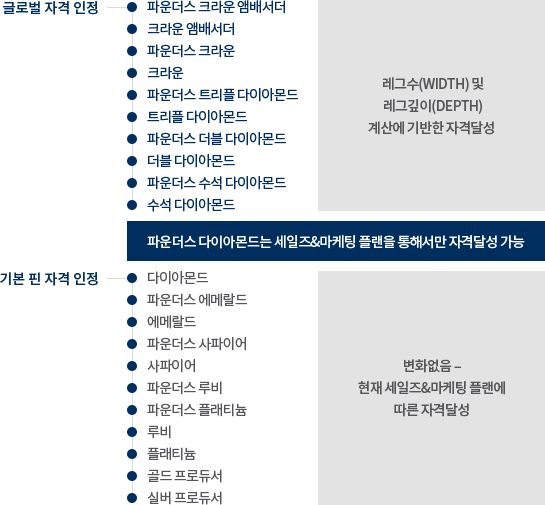 글로벌 자격 인정
파운더스 크라운 앰배서더
크라운 앰배서더
파운더스 크라운
크라운
파운더스 트리플 다이아몬드
트리플 다이아몬드
파운더스 더블 다이아몬드
더블 다이아몬드
파운더스 수석 다이아몬드
수석 다이아몬드
레그수(WIDTH) 및
레그깊이(DEPTH)
계산에 기반한 자격달성
파운더스 다이아몬드는 세일즈&마케팅 플랜을 통해서만 자격달성 가능
기본 핀 자격 인정
다이아몬드
파운더스 에메랄드
에메랄드
파운더스 사파이어
사파이어
파운더스 루비
파운더스 플래티늄
루비
플래티늄
골드 프로듀서
실버 프로듀서
변화없음 –
현재 세일즈&마케팅 플랜에
따른 자격달성